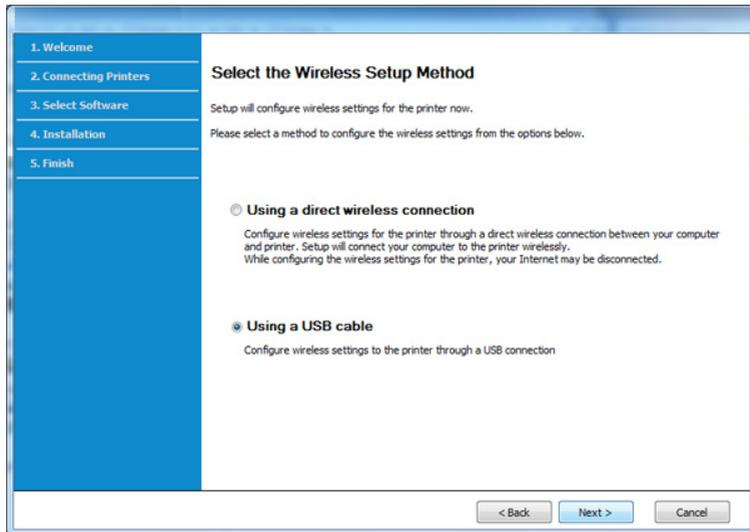 1. Welcome
2. Connecting Printers
3. Select Software
4. Installation
5. Finish
Select the Wireless Setup Method
Setup will configure wireless settings for the printer now.
Please select a method to configure the wireless settings from the options below.
Using a direct wireless connection
Configure wireless settings for the printer through a direct wireless connection between your computer
and printer. Setup will connect your computer to the printer wirelessly.
While configuring the wireless settings for the printer, your Internet may be disconnected.
Using a USB cable
Configure wireless settings to the printer through a USB connection
< Back
Next >
Cancel